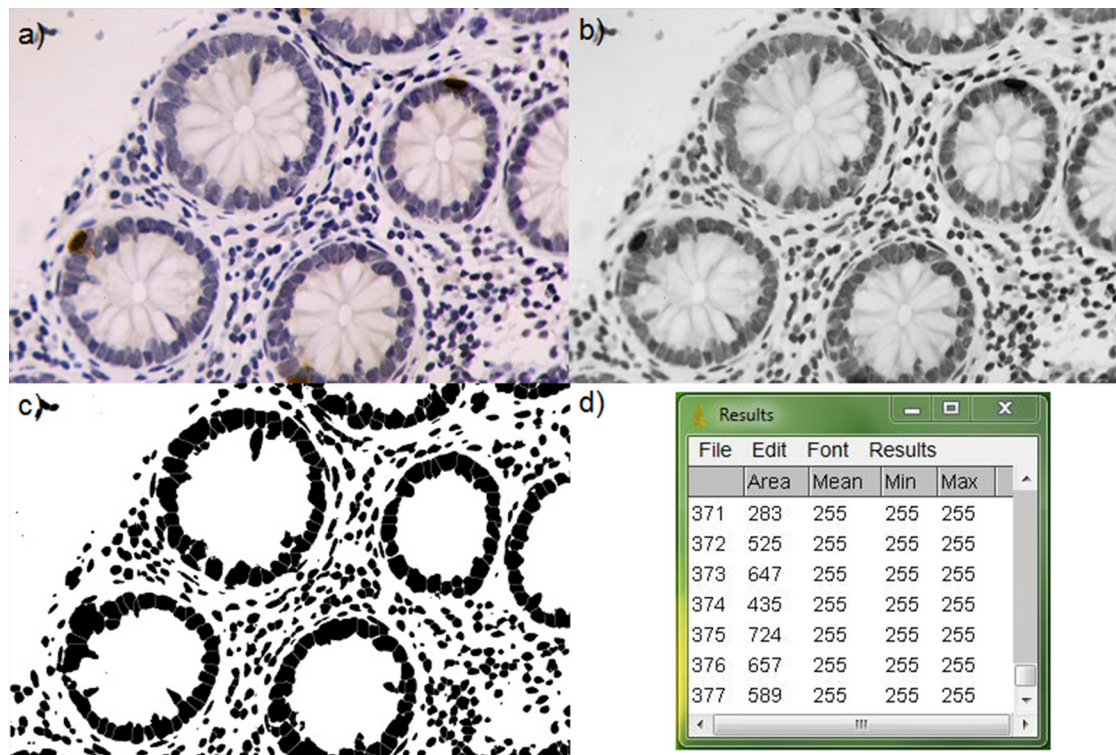 a)
b)
c)
d)
Results
File Edit Font Results
Area Mean Min Max
371 283 255 255 255
372 525 255 255 255
373 647 255 255 255
374 435 255 255 255
375 724 255 255 255
376 657 255 255 255
377 589 255 255 255